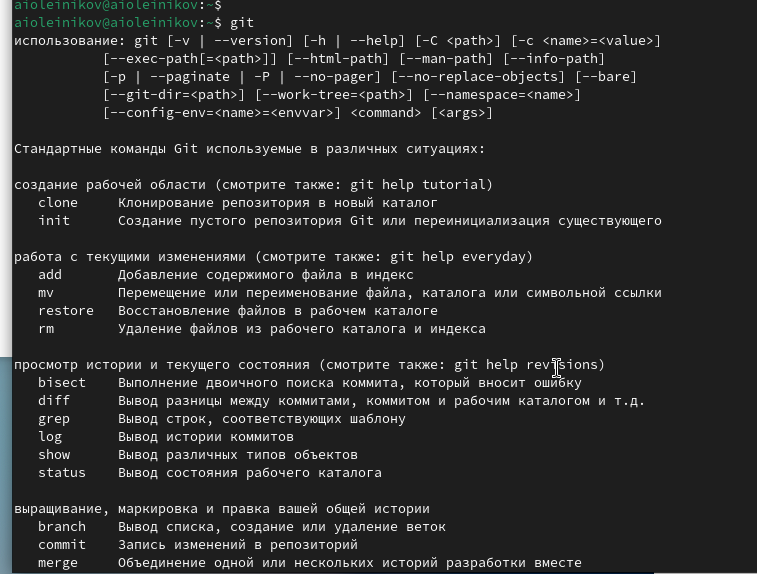 aioleinikov@aioleinikov:~$
aioleinikov@aioleinikov:~$ git
использование: git [-v | --version] [-h | --help] [-C <path>] [-c <name>=<value>]
[--exec-path[=<path>]] [--html-path] [--man-path] [--info-path]
[-p | --paginate | -P | --no-pager] [--no-replace-objects] [--bare]
[--git-dir=<path>] [--work-tree=<path>] [--namespace=<name>]
[--config-env=<name>=<envvar>] <command> [<args>]
Стандартные команды Git используемые в различных ситуациях:
создание рабочей области (смотрите также: git help tutorial)
clone Клонирование репозитория в новый каталог
init Создание пустого репозитория Git или переинициализация существующего
работа с текущими изменениями (смотрите также: git help everyday)
add Добавление содержимого файла в индекс
mv Перемещение или переименование файла, каталога или символьной ссылки
restore Восстановление файлов в рабочем каталоге
rm Удаление файлов из рабочего каталога и индекса
просмотр истории и текущего состояния (смотрите также: git help revisions)
bisect Выполнение двоичного поиска коммита, который вносит ошибку
diff Вывод разницы между коммитами, коммитом и рабочим каталогом и т.д.
grep Вывод строк, соответствующих шаблону
log Вывод истории коммитов
show Вывод различных типов объектов
status Вывод состояния рабочего каталога
выращивание, маркировка и правка вашей общей истории
branch Вывод списка, создание или удаление веток
commit Запись изменений в репозиторий
merge Объединение одной или нескольких историй разработки вместе